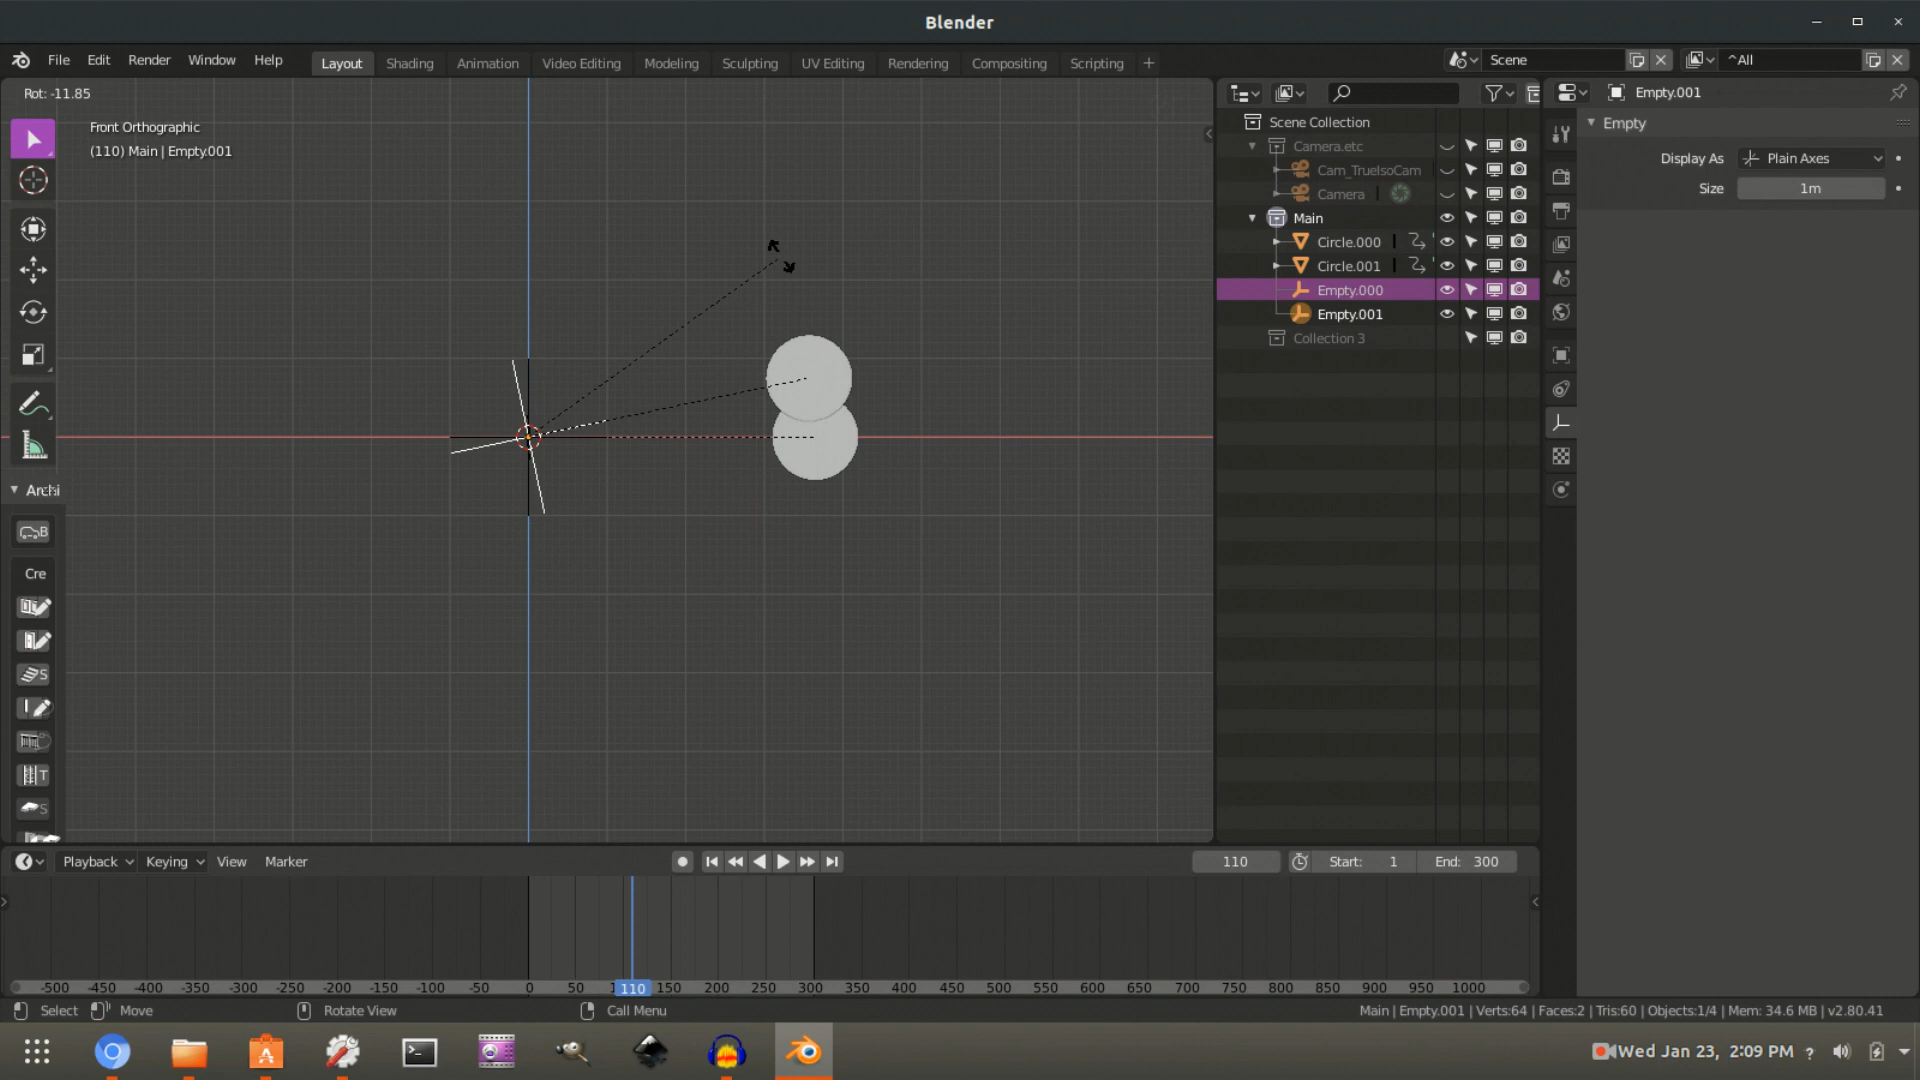 Blender
File Edit Render Window Help Layout Shading Animation Video Editing Modeling Sculpting UV Editing Rendering Compositing Scripting + Scene ^All
Rot: -11.85
Front Orthographic
(110) Main | Empty.001
Archi
B
Cre
S
T
S
Scene Collection
Camera.etc
Cam_TrueIsoCam
Camera
Main
Circle.000
Circle.001
Empty.000
Empty.001
Collection 3
Empty.001
Empty
Display As Plain Axes
Size 1m
Playback Keying View Marker 110 Start: 1 End: 300
-500 -450 -400 -350 -300 -250 -200 -150 -100 -50 0 50 110 150 200 250 300 350 400 450 500 550 600 650 700 750 800 850 900 950 1000
Select Move Rotate View Call Menu Main | Empty.001 | Verts:64 | Faces:2 | Tris:60 | Objects:1/4 | Mem: 34.6 MB | v2.80.41
Wed Jan 23, 2:09 PM ?